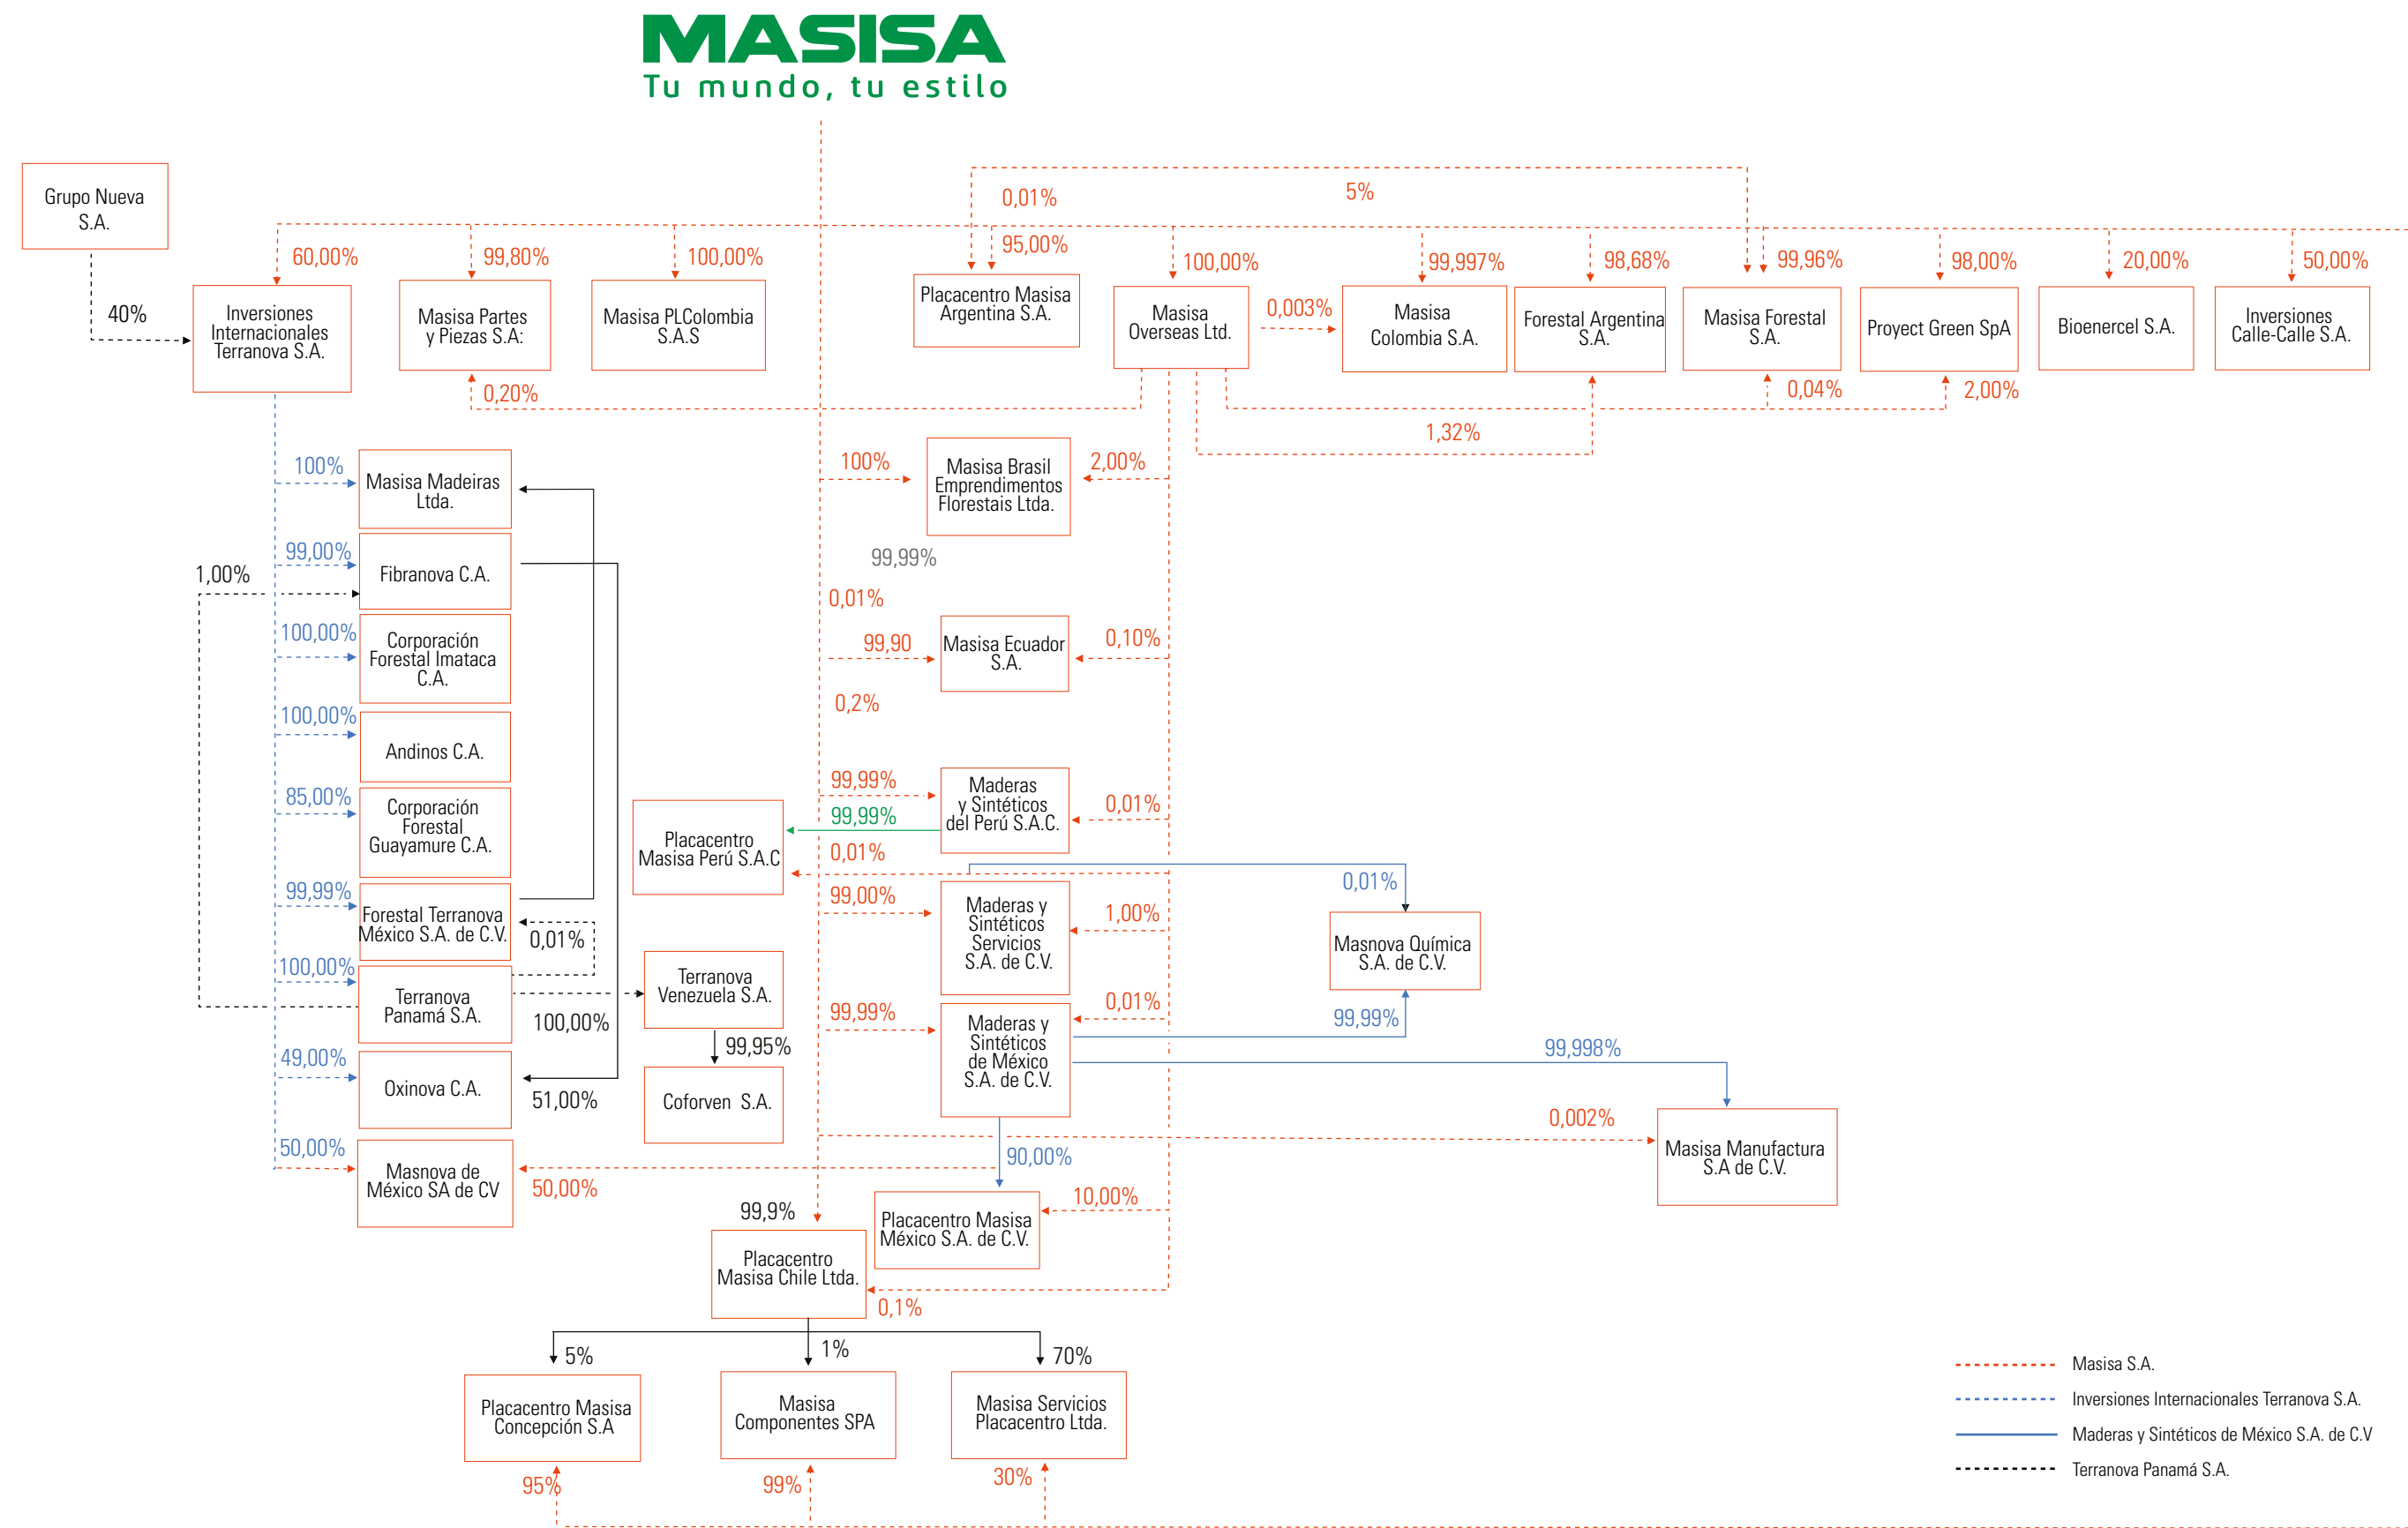 MASISA
Tu mundo, tu estilo
Grupo Nueva
S.A.
0,01%
5%
60,00%
99,80%
100,00%
95,00%
100,00%
99,997%
98,68%
99,96%
98,00%
20,00%
50,00%
40%
Inversiones
Internacionales
Terranova S.A.
Masisa Partes
y Piezas S.A:
Masisa PLColombia
S.A.S
Placacentro Masisa
Argentina S.A.
Masisa
Overseas Ltd.
0,003%
Masisa
Colombia S.A.
Forestal Argentina
S.A.
Masisa Forestal
S.A.
Proyect Green SpA
Bioenercel S.A.
Inversiones
Calle-Calle S.A.
0,20%
0,04%
2,00%
1,32%
100%
Masisa Madeiras
Ltda.
100%
Masisa Brasil
Emprendimentos
Florestais Ltda.
2,00%
99,00%
1,00%
Fibranova C.A.
99,99%
0,01%
100,00%
Corporación
Forestal Imataca
C.A.
99,90
Masisa Ecuador
S.A.
0,10%
0,2%
100,00%
Andinos C.A.
85,00%
Corporación
Forestal
Guayamure C.A.
99,99%
Maderas
y Sintéticos
del Perú S.A.C.
0,01%
99,99%
Placacentro
Masisa Perú S.A.C
0,01%
99,99%
Forestal Terranova
México S.A. de C.V.
0,01%
99,00%
Maderas y
Sintéticos
Servicios
S.A. de C.V.
1,00%
0,01%
Masnova Química
S.A. de C.V.
99,99%
100,00%
Terranova
Panamá S.A.
100,00%
Terranova
Venezuela S.A.
99,95%
Coforven  S.A.
99,99%
Maderas y
Sintéticos
de México
S.A. de C.V.
0,01%
99,998%
49,00%
Oxinova C.A.
51,00%
0,002%
Masisa Manufactura
S.A de C.V.
50,00%
Masnova de
México SA de CV
50,00%
90,00%
10,00%
Placacentro Masisa
México S.A. de C.V.
99,9%
Placacentro
Masisa Chile Ltda.
0,1%
5%
1%
70%
Placacentro Masisa
Concepción S.A
Masisa
Componentes SPA
Masisa Servicios
Placacentro Ltda.
95%
99%
30%
Masisa S.A.
Inversiones Internacionales Terranova S.A.
Maderas y Sintéticos de México S.A. de C.V
Terranova Panamá S.A.